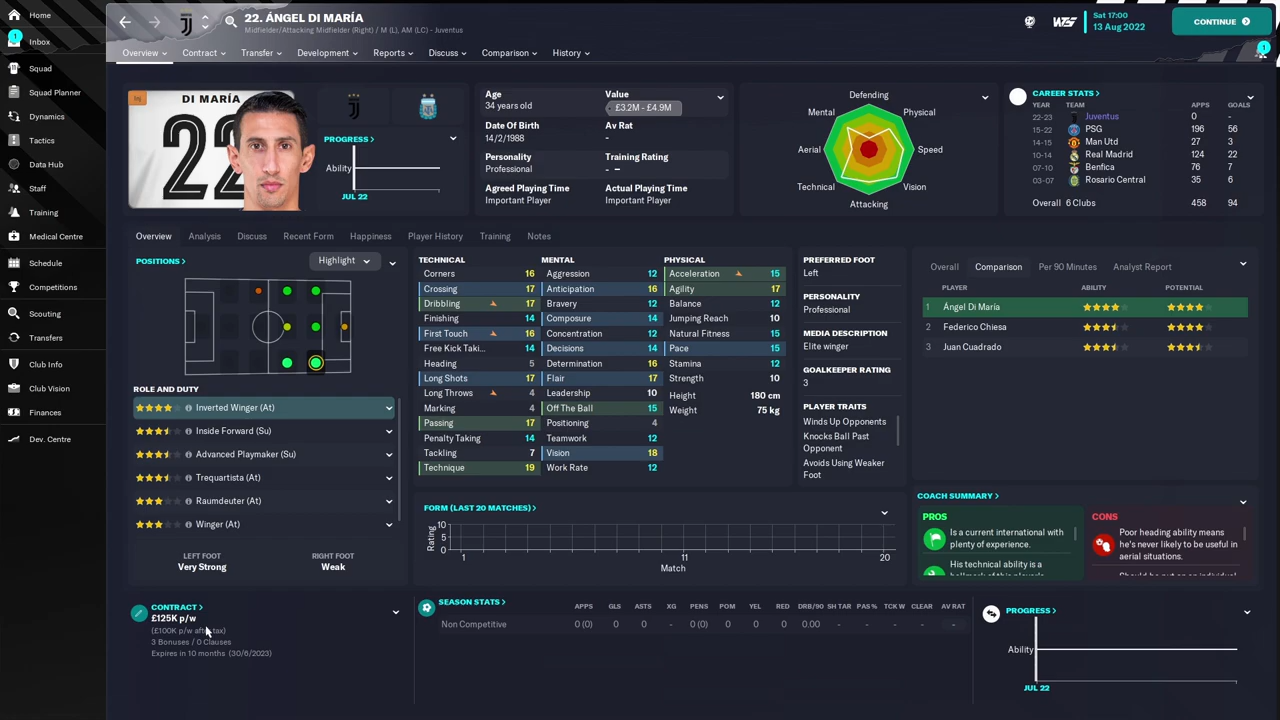 Home
1
Inbox
Squad
Squad Planner
Dynamics
Tactics
Data Hub
Staff
Training
Medical Centre
Schedule
Competitions
Scouting
Transfers
Club Info
Club Vision
Finances
Dev. Centre
22. ÁNGEL DI MARÍA
Midfielder/Attacking Midfielder (Right) / M (L), AM (LC) - Juventus
Sat 17:00
13 Aug 2022
CONTINUE
1
Overview
Contract
Transfer
Development
Reports
Discuss
Comparison
History
DI MARÍA
22
PROGRESS >
Ability
JUL 22
Age
34 years old
Value
£3.2M - £4.9M
Date Of Birth
14/2/1988
Av Rat
-
Personality
Professional
Training Rating
- –
Agreed Playing Time
Important Player
Actual Playing Time
Important Player
Defending
Mental
Physical
Aerial
Speed
Technical
Vision
Attacking
CAREER STATS >
YEAR TEAM APPS GOALS
22-23 Juventus 0 -
15-22 PSG 196 56
14-15 Man Utd 27 3
10-14 Real Madrid 124 22
07-10 Benfica 76 7
03-07 Rosario Central 35 6
Overall 6 Clubs 458 94
Overview
Analysis
Discuss
Recent Form
Happiness
Player History
Training
Notes
POSITIONS >
Highlight
ROLE AND DUTY
Inverted Winger (At)
Inside Forward (Su)
Advanced Playmaker (Su)
Trequartista (At)
Raumdeuter (At)
Winger (At)
LEFT FOOT
Very Strong
RIGHT FOOT
Weak
TECHNICAL
Corners 16
Crossing 17
Dribbling 17
Finishing 14
First Touch 16
Free Kick Taki... 14
Heading 5
Long Shots 17
Long Throws 4
Marking 4
Passing 17
Penalty Taking 14
Tackling 7
Technique 19
MENTAL
Aggression 12
Anticipation 16
Bravery 12
Composure 14
Concentration 12
Decisions 14
Determination 16
Flair 17
Leadership 10
Off The Ball 15
Positioning 4
Teamwork 12
Vision 18
Work Rate 12
PHYSICAL
Acceleration 15
Agility 17
Balance 12
Jumping Reach 10
Natural Fitness 15
Pace 15
Stamina 12
Strength 10
Height 180 cm
Weight 75 kg
PREFERRED FOOT
Left
PERSONALITY
Professional
MEDIA DESCRIPTION
Elite winger
GOALKEEPER RATING
3
PLAYER TRAITS
Winds Up Opponents
Knocks Ball Past
Opponent
Avoids Using Weaker
Foot
Overall
Comparison
Per 90 Minutes
Analyst Report
PLAYER ABILITY POTENTIAL
1 Ángel Di María
2 Federico Chiesa
3 Juan Cuadrado
FORM (LAST 20 MATCHES) >
Rating
10
5
0
1 11 20
Match
COACH SUMMARY >
PROS
Is a current international with
plenty of experience.
His technical ability is a
CONS
Poor heading ability means
he's never likely to be useful in
aerial situations.
CONTRACT >
£125K p/w
(£100K p/w after tax)
3 Bonuses / 0 Clauses
Expires in 10 months (30/6/2023)
SEASON STATS >
APPS GLS ASTS XG PENS POM YEL RED DRB/90 SH TAR PAS % TCK W CLEAR AV RAT
Non Competitive 0 (0) 0 0 - 0 (0) 0 0 0 0.00 - - - - -
PROGRESS >
Ability
JUL 22